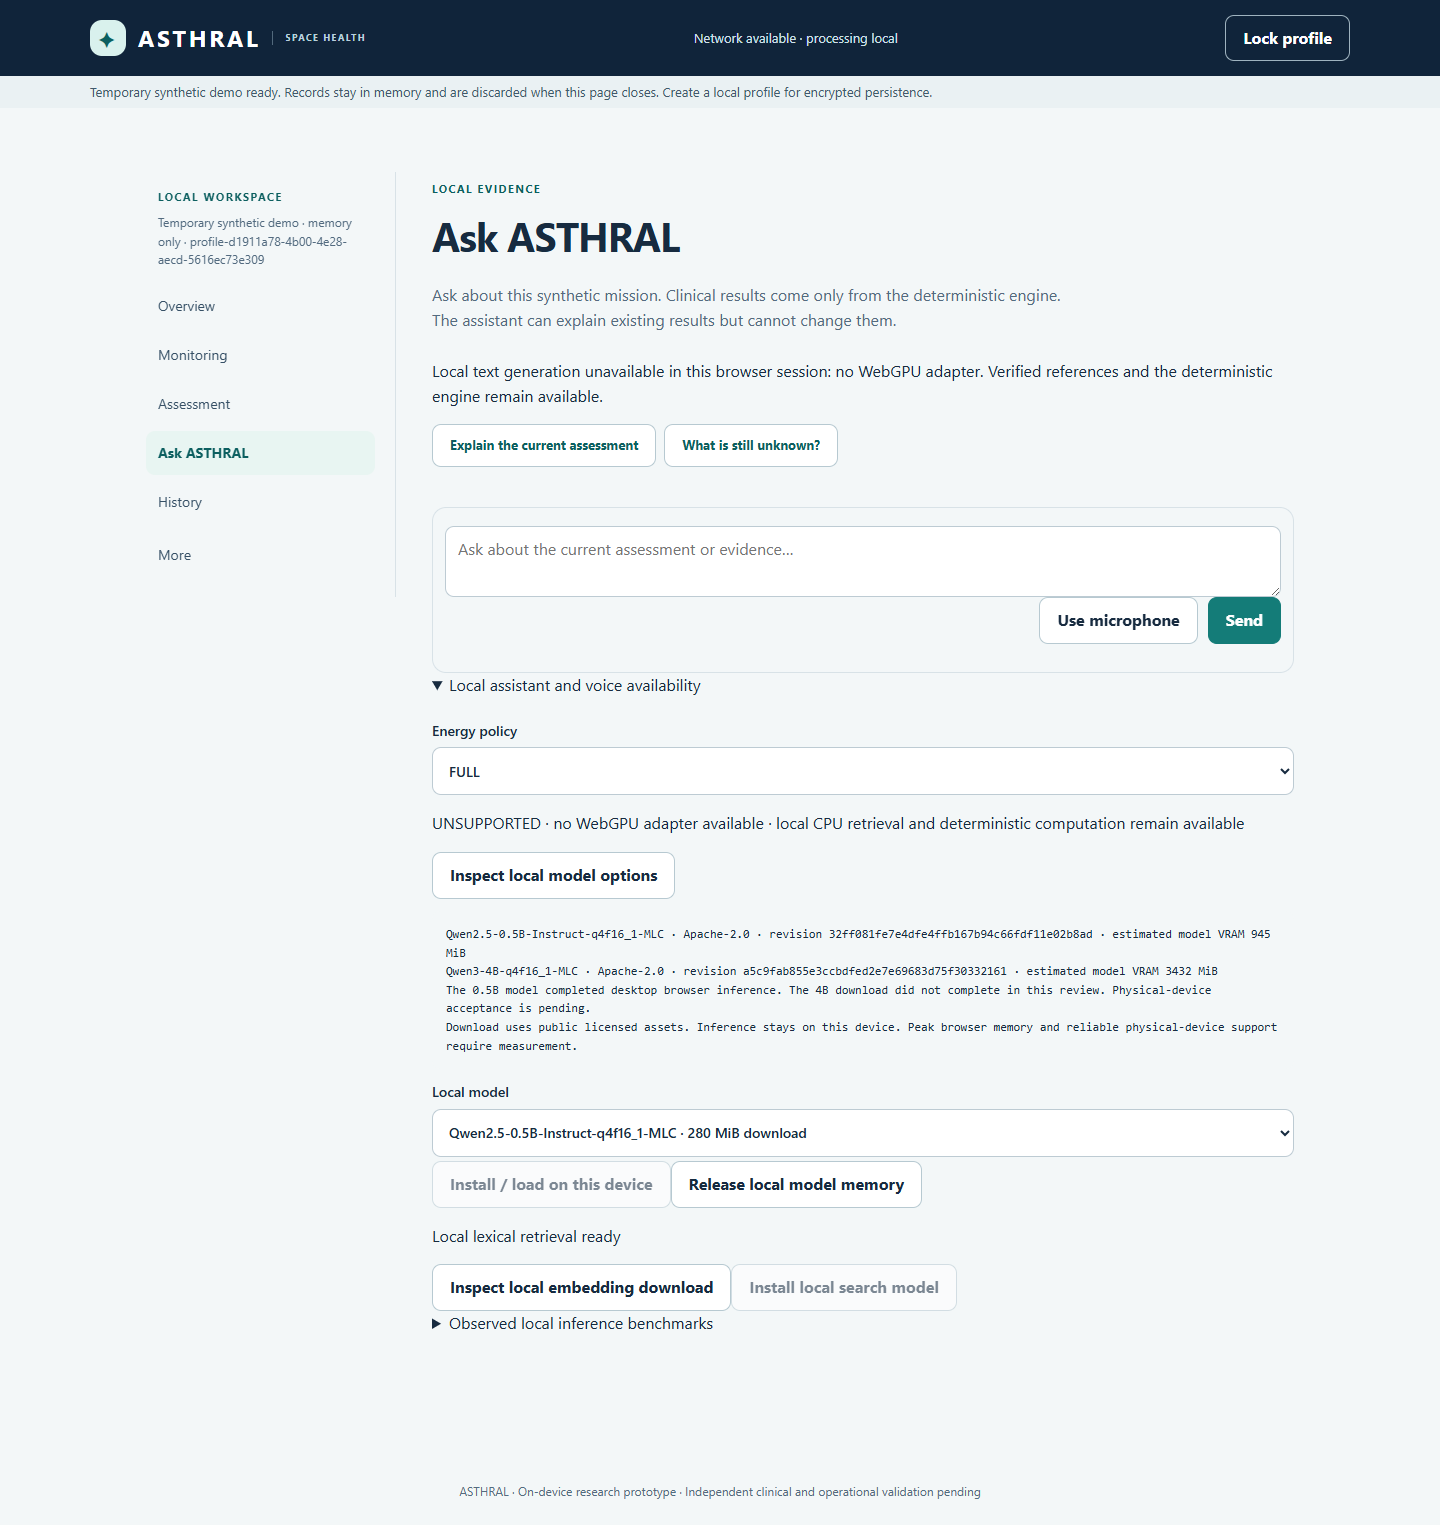 ASTHRAL
SPACE HEALTH
Network available · processing local
Lock profile
Temporary synthetic demo ready. Records stay in memory and are discarded when this page closes. Create a local profile for encrypted persistence.
LOCAL WORKSPACE
Temporary synthetic demo · memory
only · profile-d1911a78-4b00-4e28-
aecd-5616ec73e309
Overview
Monitoring
Assessment
Ask ASTHRAL
History
More
LOCAL EVIDENCE
Ask ASTHRAL
Ask about this synthetic mission. Clinical results come only from the deterministic engine.
The assistant can explain existing results but cannot change them.
Local text generation unavailable in this browser session: no WebGPU adapter. Verified references and the deterministic
engine remain available.
Explain the current assessment
What is still unknown?
Ask about the current assessment or evidence...
Use microphone
Send
▼ Local assistant and voice availability
Energy policy
FULL
UNSUPPORTED · no WebGPU adapter available · local CPU retrieval and deterministic computation remain available
Inspect local model options
Qwen2.5-0.5B-Instruct-q4f16_1-MLC · Apache-2.0 · revision 32ff081fe7e4dfe4ffb167b94c66fdf11e02b8ad · estimated model VRAM 945
MiB
Qwen3-4B-q4f16_1-MLC · Apache-2.0 · revision a5c9fab855e3ccbdfed2e7e69683d75f30332161 · estimated model VRAM 3432 MiB
The 0.5B model completed desktop browser inference. The 4B download did not complete in this review. Physical-device
acceptance is pending.
Download uses public licensed assets. Inference stays on this device. Peak browser memory and reliable physical-device support
require measurement.
Local model
Qwen2.5-0.5B-Instruct-q4f16_1-MLC · 280 MiB download
Install / load on this device
Release local model memory
Local lexical retrieval ready
Inspect local embedding download
Install local search model
▶ Observed local inference benchmarks
ASTHRAL · On-device research prototype · Independent clinical and operational validation pending